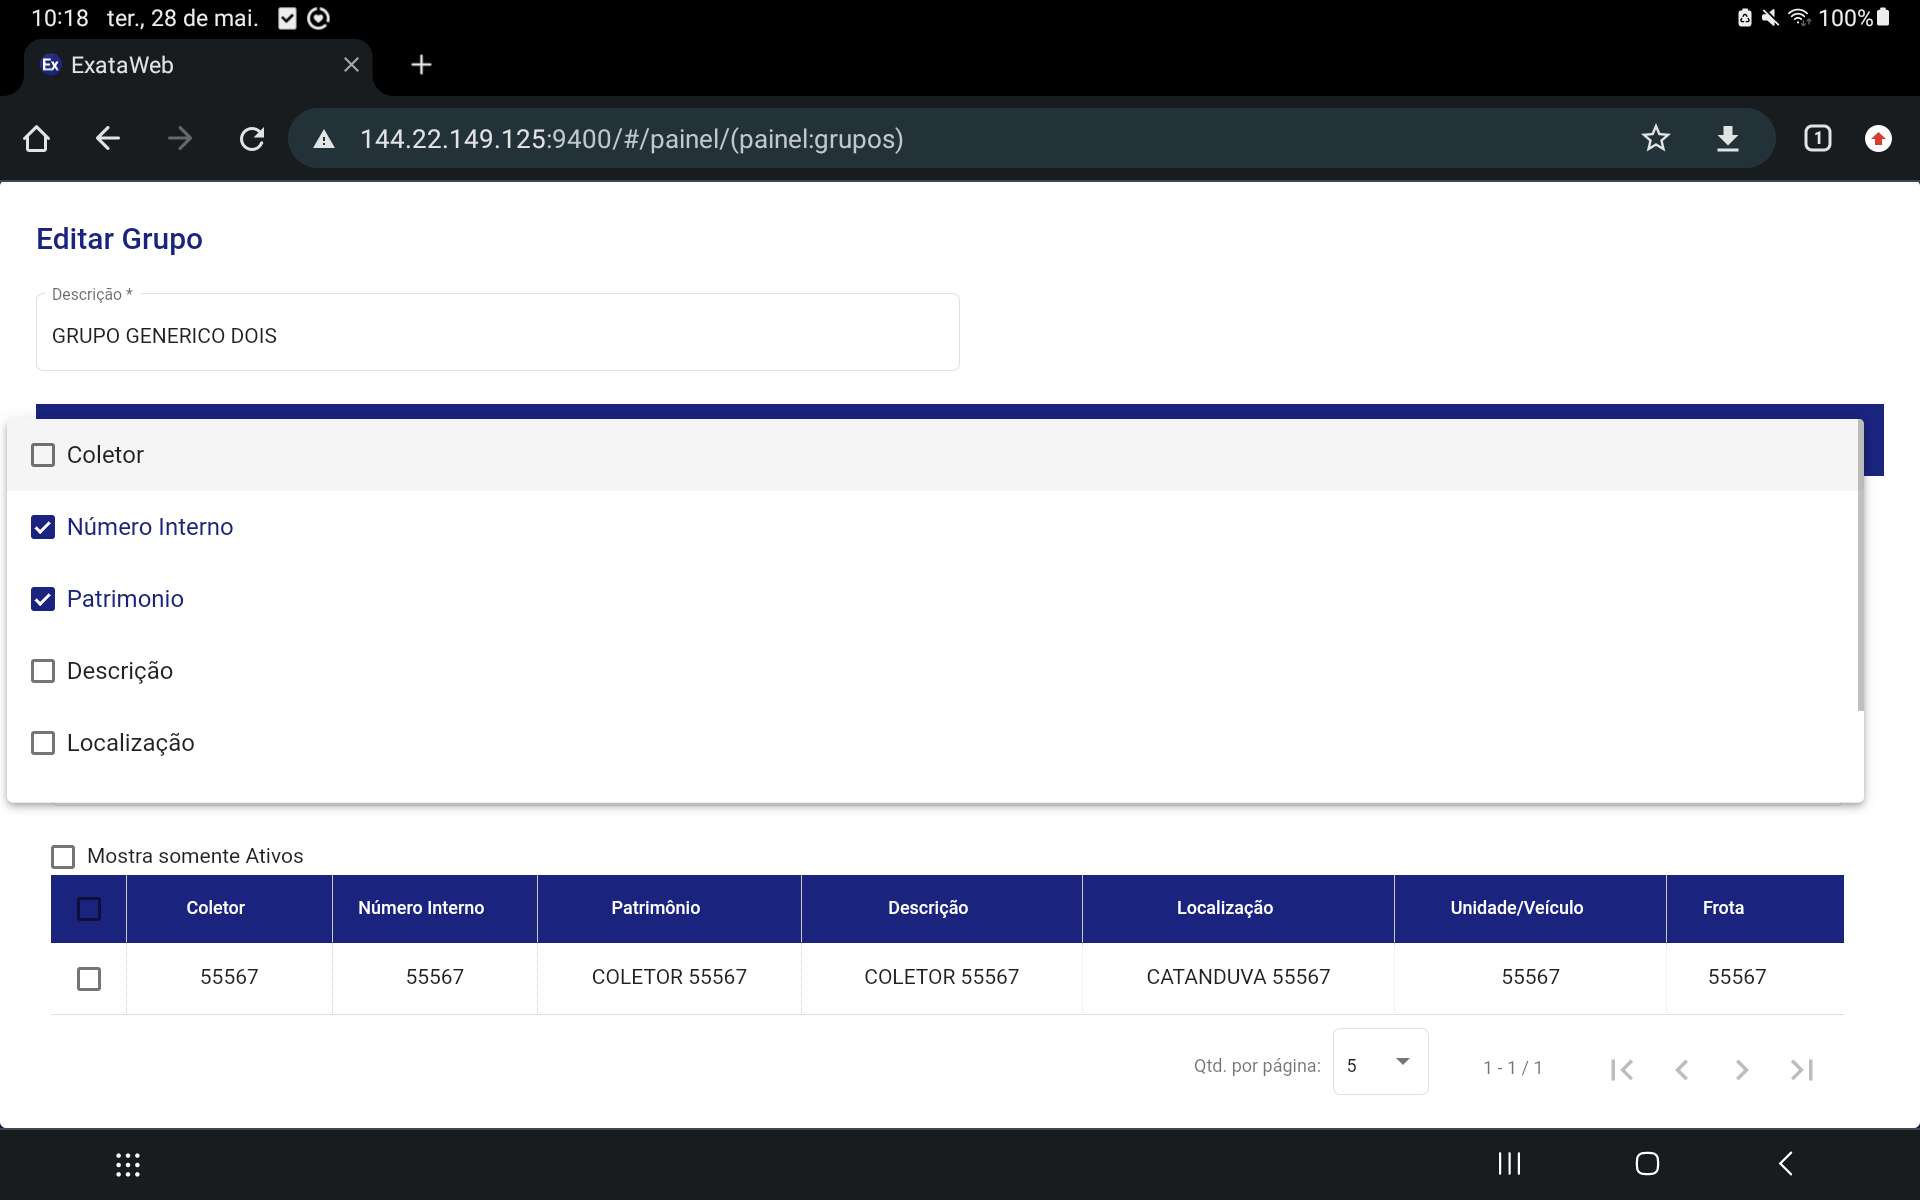 10:18 ter., 28 de mai.
100%
Ex ExataWeb
144.22.149.125:9400/#/painel/(painel:grupos)
1
Editar Grupo
Descrição *
GRUPO GENERICO DOIS
Coletor
Número Interno
Patrimonio
Descrição
Localização
Mostra somente Ativos
Coletor Número Interno Patrimônio Descrição Localização Unidade/Veículo Frota
55567 55567 COLETOR 55567 COLETOR 55567 CATANDUVA 55567 55567 55567
Qtd. por página: 5 1 - 1 / 1